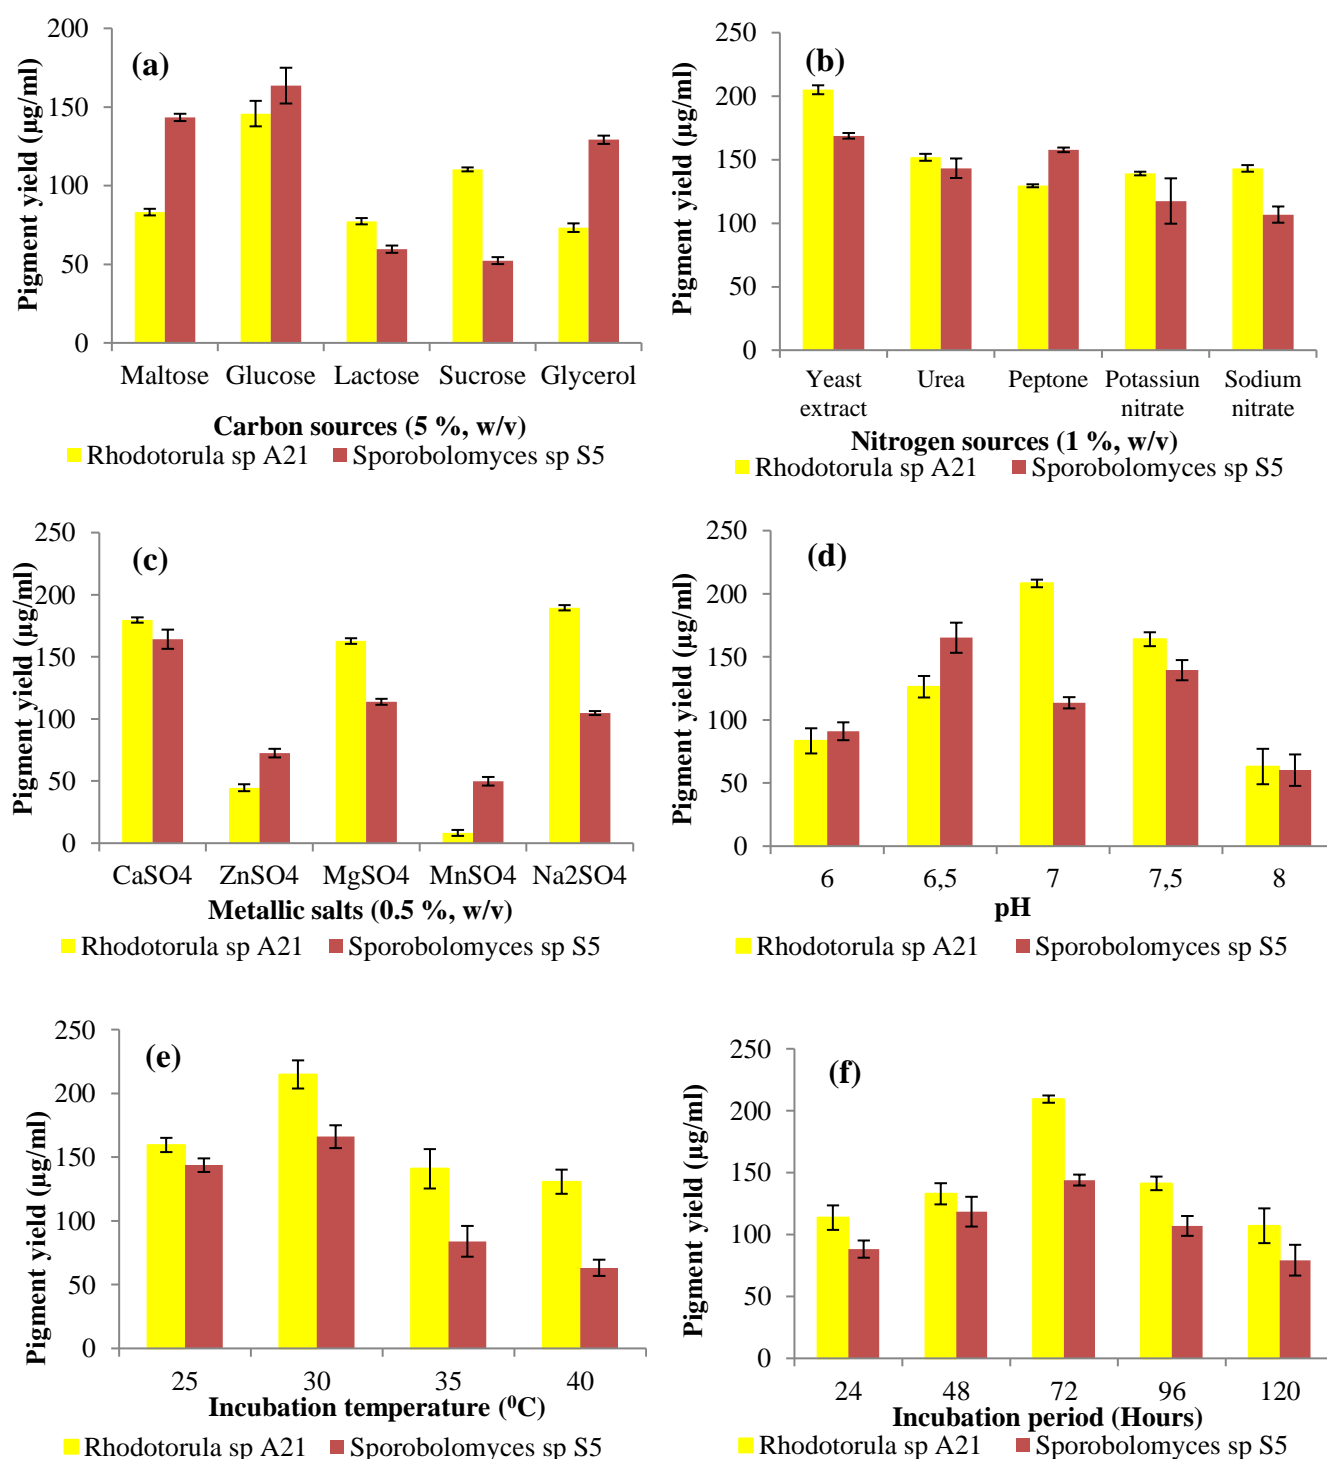 (a)
Pigment yield (µg/ml)
200
150
100
50
0
Maltose Glucose Lactose Sucrose Glycerol
Carbon sources (5 %, w/v)
Rhodotorula sp A21 Sporobolomyces sp S5
(b)
Pigment yield (µg/ml)
250
200
150
100
50
0
Yeast extract Urea Peptone Potassiun nitrate Sodium nitrate
Nitrogen sources (1 %, w/v)
Rhodotorula sp A21 Sporobolomyces sp S5
(c)
Pigment yield (µg/ml)
250
200
150
100
50
0
CaSO4 ZnSO4 MgSO4 MnSO4 Na2SO4
Metallic salts (0.5 %, w/v)
Rhodotorula sp A21 Sporobolomyces sp S5
(d)
Pigment yield (µg/ml)
250
200
150
100
50
0
6 6,5 7 7,5 8
pH
Rhodotorula sp A21 Sporobolomyces sp S5
(e)
Pigment yield (µg/ml)
250
200
150
100
50
0
25 30 35 40
Incubation temperature (⁰C)
Rhodotorula sp A21 Sporobolomyces sp S5
(f)
Pigment yield (µg/ml)
250
200
150
100
50
0
24 48 72 96 120
Incubation period (Hours)
Rhodotorula sp A21 Sporobolomyces sp S5